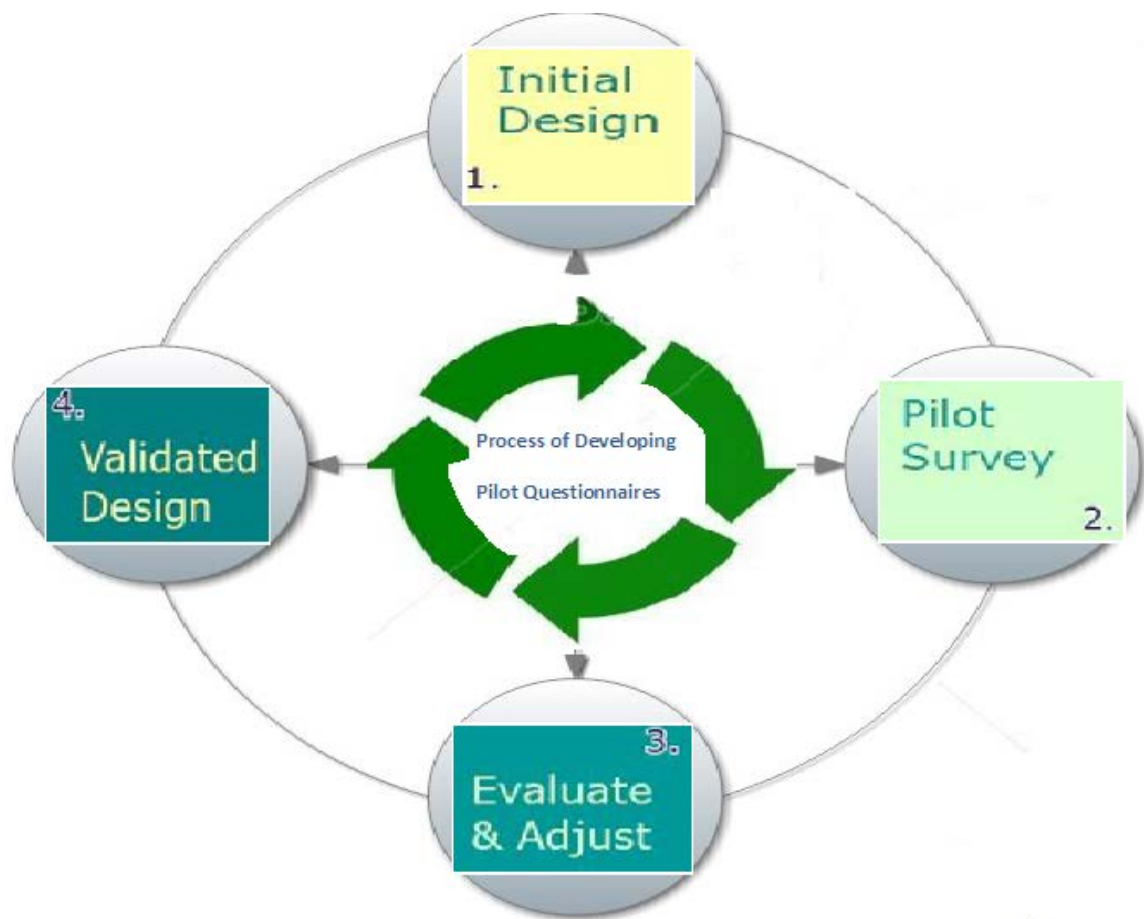 Initial
Design
1.
Pilot
Survey
2.
3.
Evaluate
& Adjust
4.
Validated
Design
Process of Developing
Pilot Questionnaires